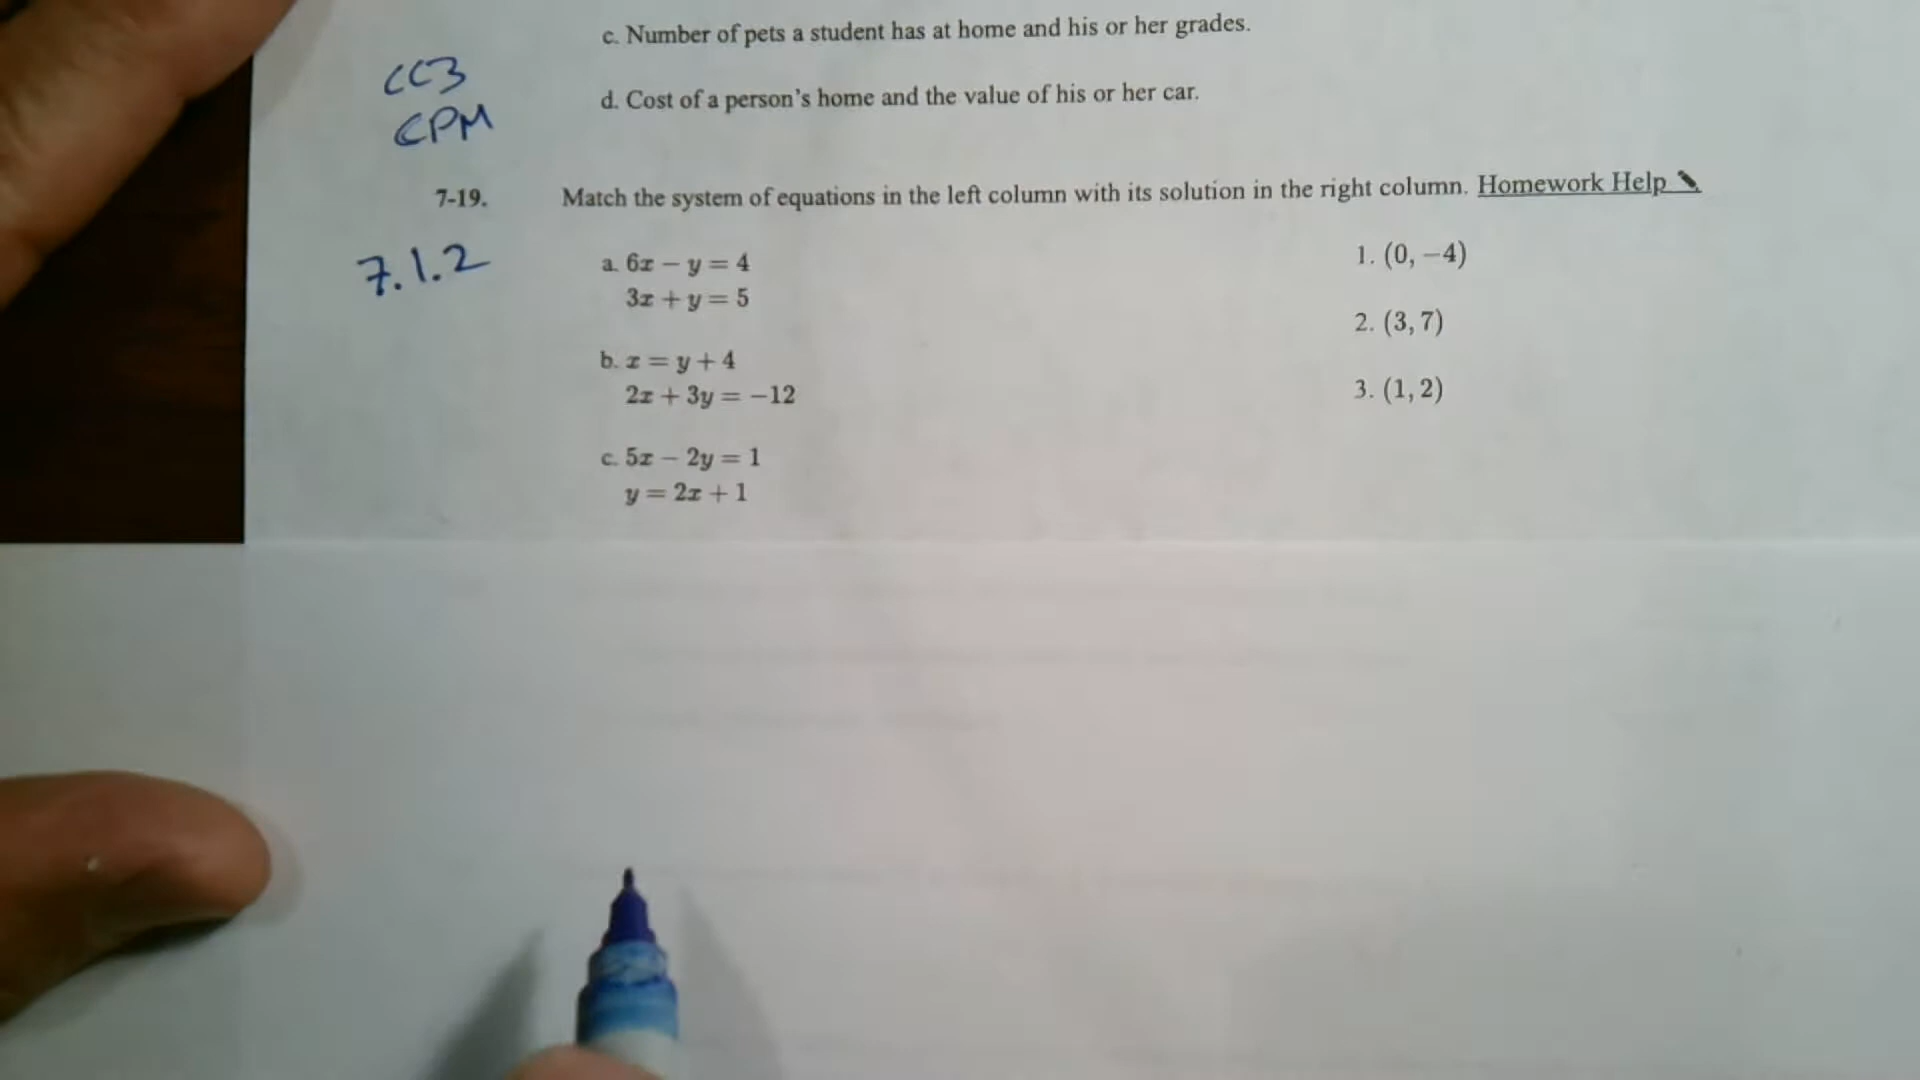 c. Number of pets a student has at home and his or her grades.
CC3
CPM
d. Cost of a person's home and the value of his or her car.
7-19. Match the system of equations in the left column with its solution in the right column. Homework Help
7.1.2
a. 6x − y = 4
3x + y = 5
b. x = y + 4
2x + 3y = −12
c. 5x − 2y = 1
y = 2x + 1
1. (0, −4)
2. (3, 7)
3. (1, 2)